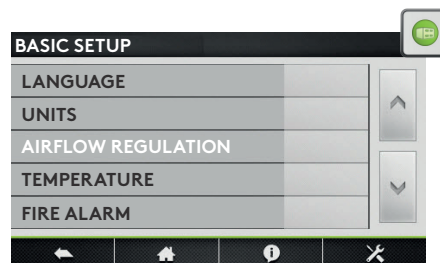 BASIC SETUP
LANGUAGE
UNITS
AIRFLOW REGULATION
TEMPERATURE
FIRE ALARM